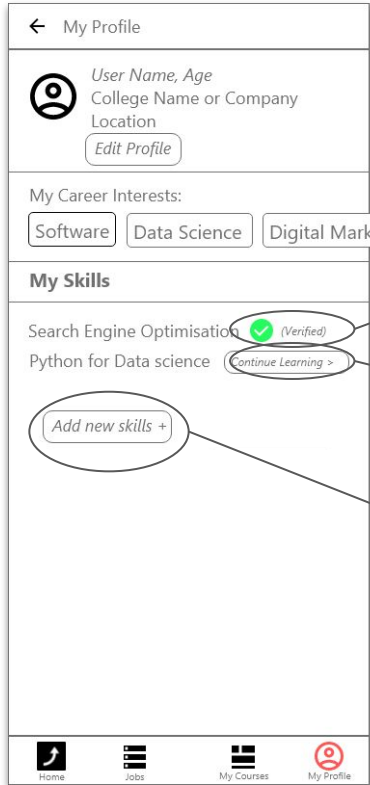 My Profile
User Name, Age
College Name or Company
Location
Edit Profile
My Career Interests:
Software Data Science Digital Mark
My Skills
Search Engine Optimisation (Verified)
Python for Data science Continue Learning >
Add new skills +
Home Jobs My Courses My Profile